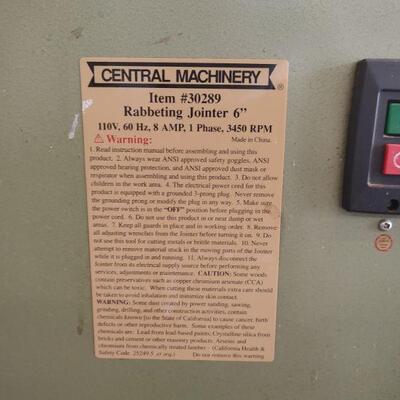 CENTRAL MACHINERY ®
Item #30289
Rabbeting Jointer 6”
110V, 60 Hz, 8 AMP, 1 Phase, 3450 RPM
⚠ Warning: Made in China.
1. Read instruction manual before assembling and using this
product. 2. Always wear ANSI approved safety goggles, ANSI
approved hearing protection, and ANSI approved dust mask or
respirator when assembling and using this product. 3. Do not allow
children in the work area. 4. The electrical power cord for this
product is equipped with a grounded 3-prong plug. Never remove
the grounding prong or modify the plug in any way. 5. Make sure
the power switch is in the “OFF” position before plugging in the
power cord. 6. Do not use this product in or near damp or wet
areas. 7. Keep all guards in place and in working order. 8. Remove
all adjusting wrenches from the Jointer before turning it on. 9. Do
not use this tool for cutting metals or brittle materials. 10. Never
attempt to remove material stuck in the moving parts of the Jointer
while it is plugged in and running. 11. Always disconnect the
Jointer from its electrical supply source before performing any
services, adjustments or maintenance. CAUTION: Some woods
contain preservatives such as copper chromium arsenate (CCA)
which can be toxic. When cutting these materials extra care should
be taken to avoid inhalation and minimize skin contact.
WARNING: Some dust created by power sanding, sawing,
grinding, drilling, and other construction activities, contain
chemicals known [to the State of California] to cause cancer, birth
defects or other reproductive harm. Some examples of these
chemicals are: Lead from lead-based paints, Crystalline silica from
bricks and cement or other masonry products. Arsenic and
chromium from chemically treated lumber - (California Health &
Safety Code 25249.5, et seq.) Do not remove this warning